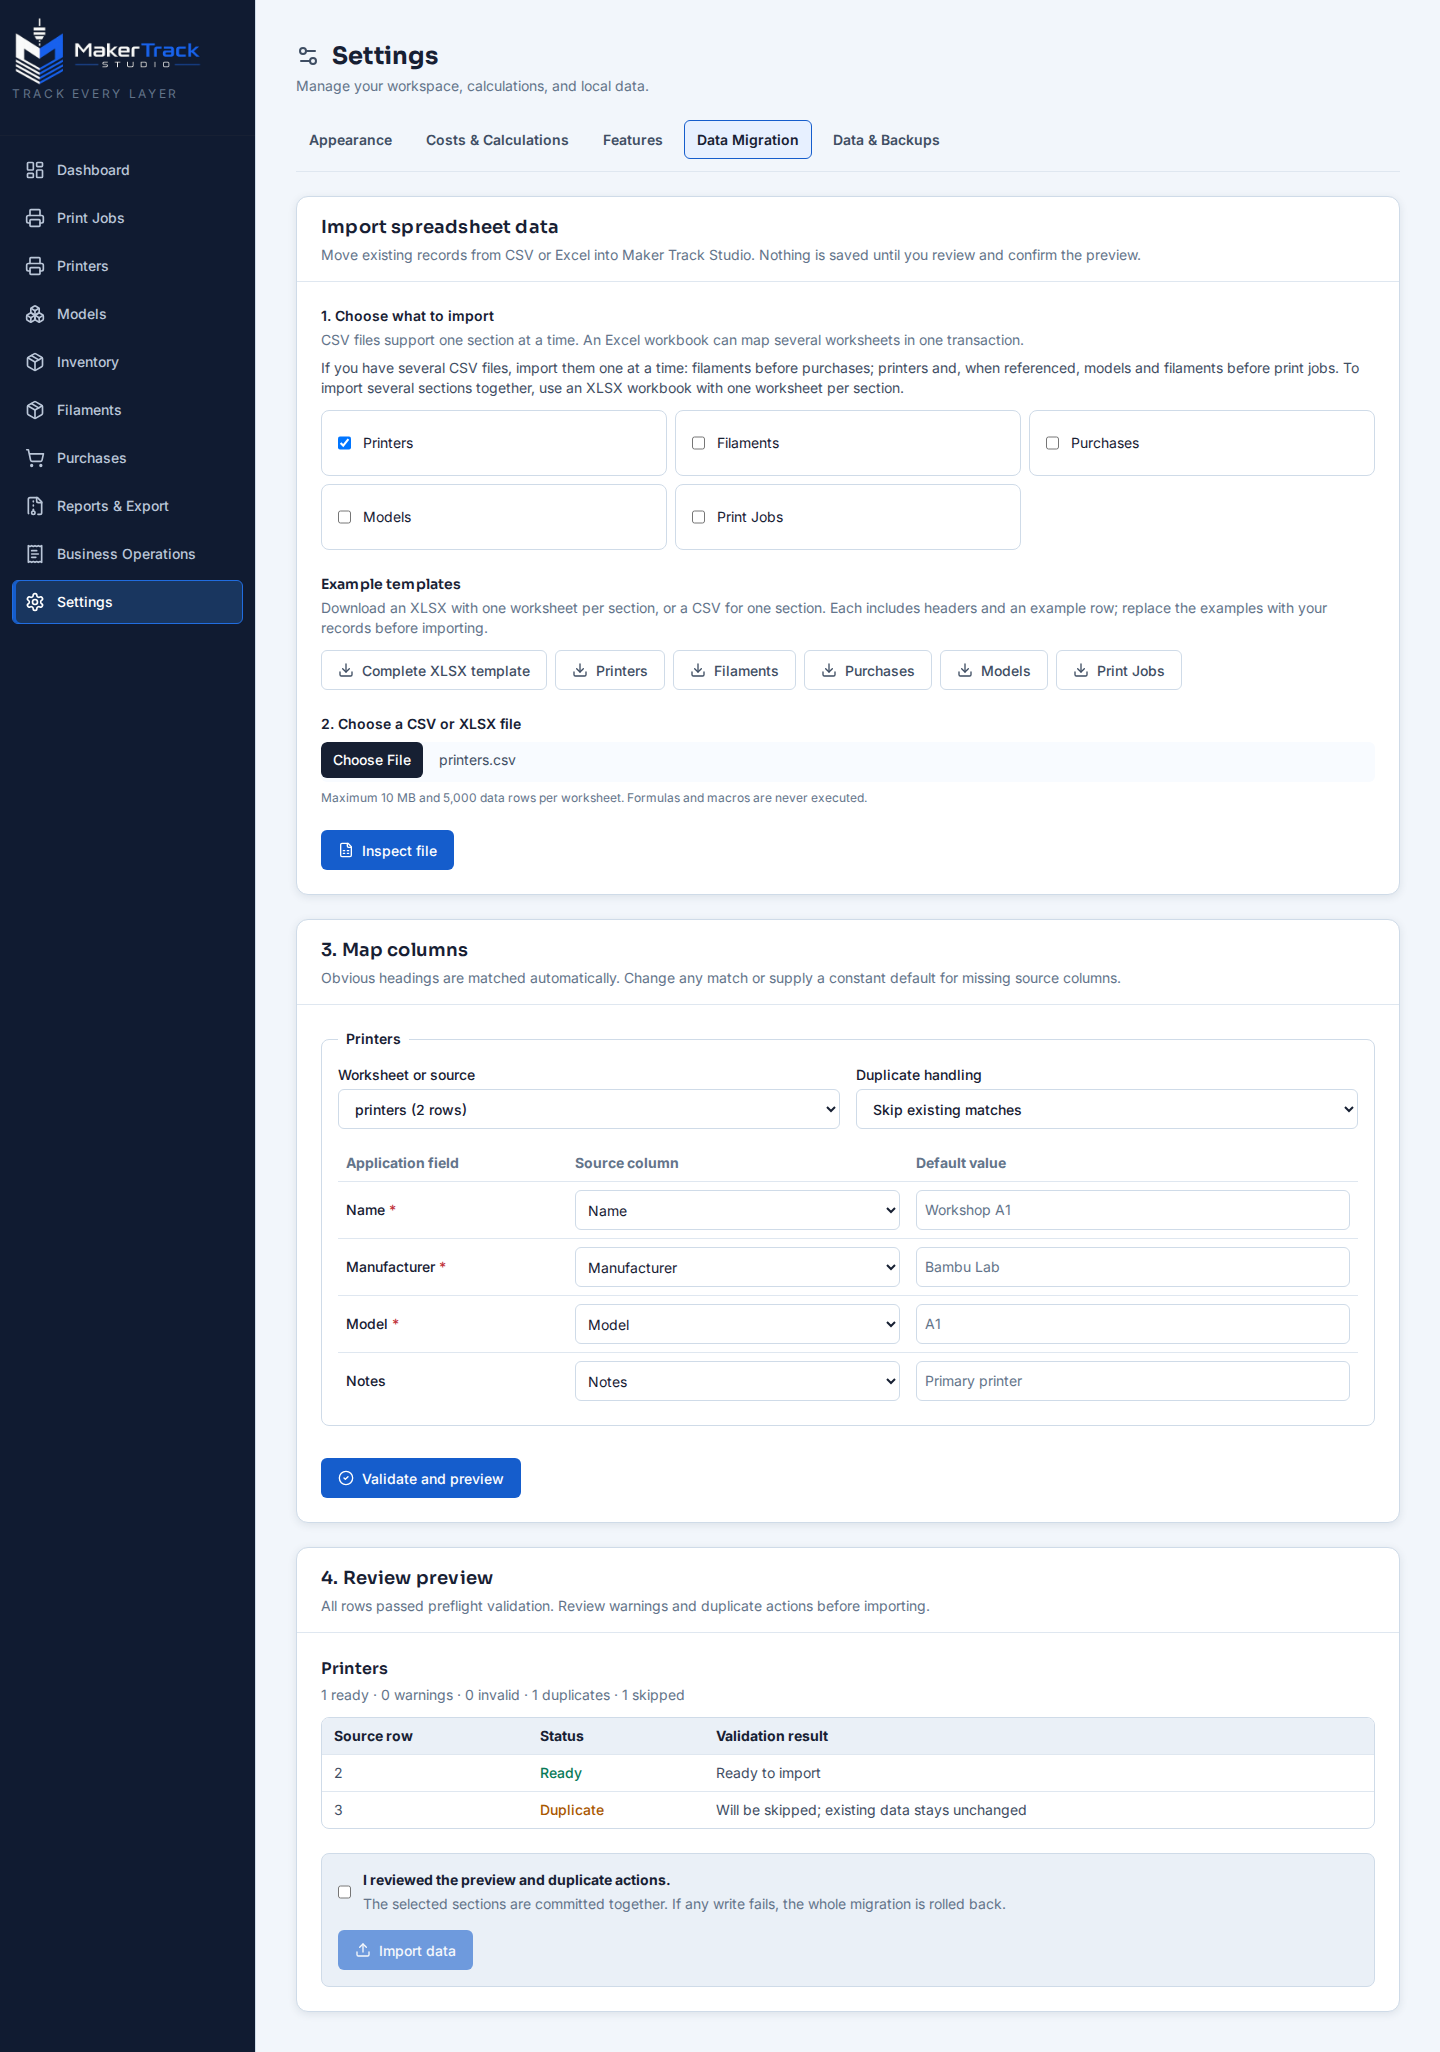 MakerTrack
STUDIO
TRACK EVERY LAYER
Dashboard
Print Jobs
Printers
Models
Inventory
Filaments
Purchases
Reports & Export
Business Operations
Settings
Settings
Manage your workspace, calculations, and local data.
Appearance
Costs & Calculations
Features
Data Migration
Data & Backups
Import spreadsheet data
Move existing records from CSV or Excel into Maker Track Studio. Nothing is saved until you review and confirm the preview.
1. Choose what to import
CSV files support one section at a time. An Excel workbook can map several worksheets in one transaction.
If you have several CSV files, import them one at a time: filaments before purchases; printers and, when referenced, models and filaments before print jobs. To
import several sections together, use an XLSX workbook with one worksheet per section.
Printers
Filaments
Purchases
Models
Print Jobs
Example templates
Download an XLSX with one worksheet per section, or a CSV for one section. Each includes headers and an example row; replace the examples with your
records before importing.
Complete XLSX template
Printers
Filaments
Purchases
Models
Print Jobs
2. Choose a CSV or XLSX file
Choose File printers.csv
Maximum 10 MB and 5,000 data rows per worksheet. Formulas and macros are never executed.
Inspect file
3. Map columns
Obvious headings are matched automatically. Change any match or supply a constant default for missing source columns.
Printers
Worksheet or source
Duplicate handling
printers (2 rows)
Skip existing matches
Application field Source column Default value
Name * Name Workshop A1
Manufacturer * Manufacturer Bambu Lab
Model * Model A1
Notes Notes Primary printer
Validate and preview
4. Review preview
All rows passed preflight validation. Review warnings and duplicate actions before importing.
Printers
1 ready · 0 warnings · 0 invalid · 1 duplicates · 1 skipped
Source row Status Validation result
2 Ready Ready to import
3 Duplicate Will be skipped; existing data stays unchanged
I reviewed the preview and duplicate actions.
The selected sections are committed together. If any write fails, the whole migration is rolled back.
Import data